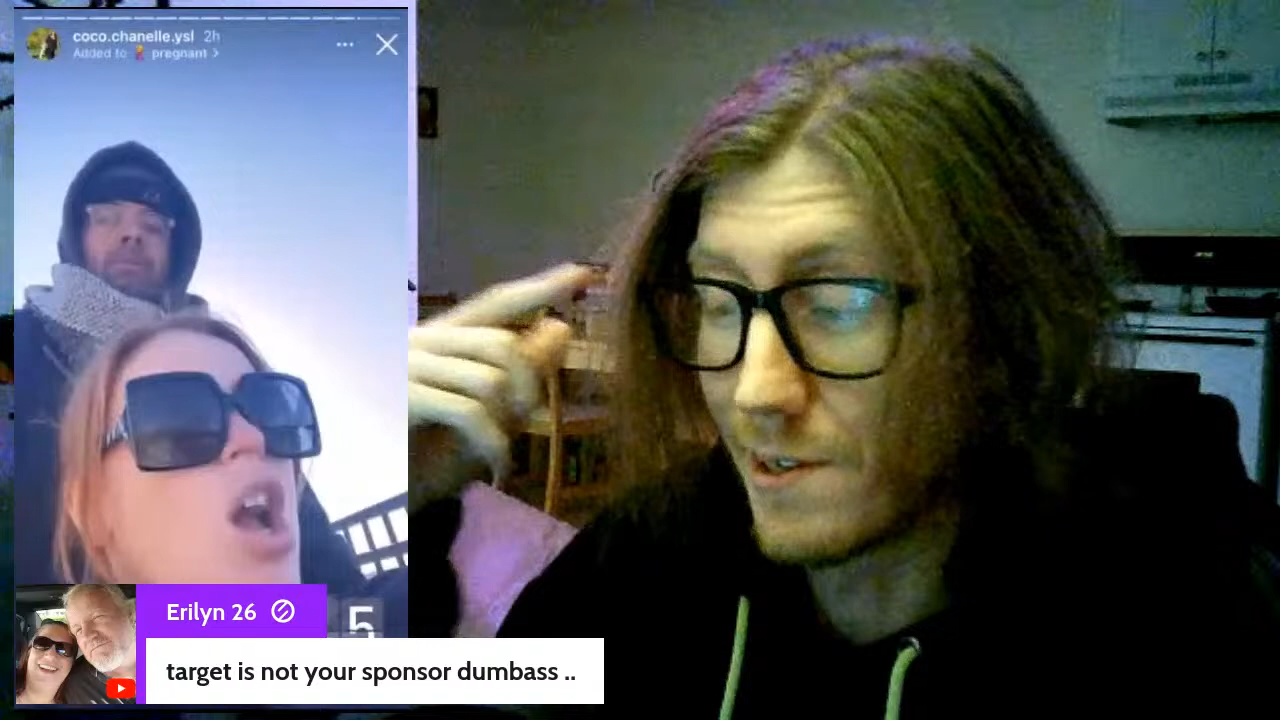 coco.chanelle.ysl 2h
Added to 🤰 pregnant >
5
Erilyn 26
target is not your sponsor dumbass ..